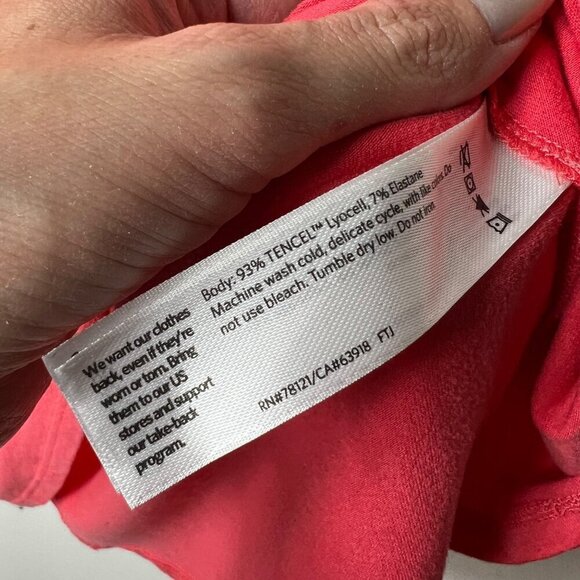 Body: 93% TENCEL™ Lyocell, 7% Elastane
Machine wash cold, delicate cycle, with like colors. Do
not use bleach. Tumble dry low. Do not iron
RN#78121/CA#63918 FTJ
We want our clothes
back, even if they're
worn or torn. Bring
them to our US
stores and support
our take-back
program.